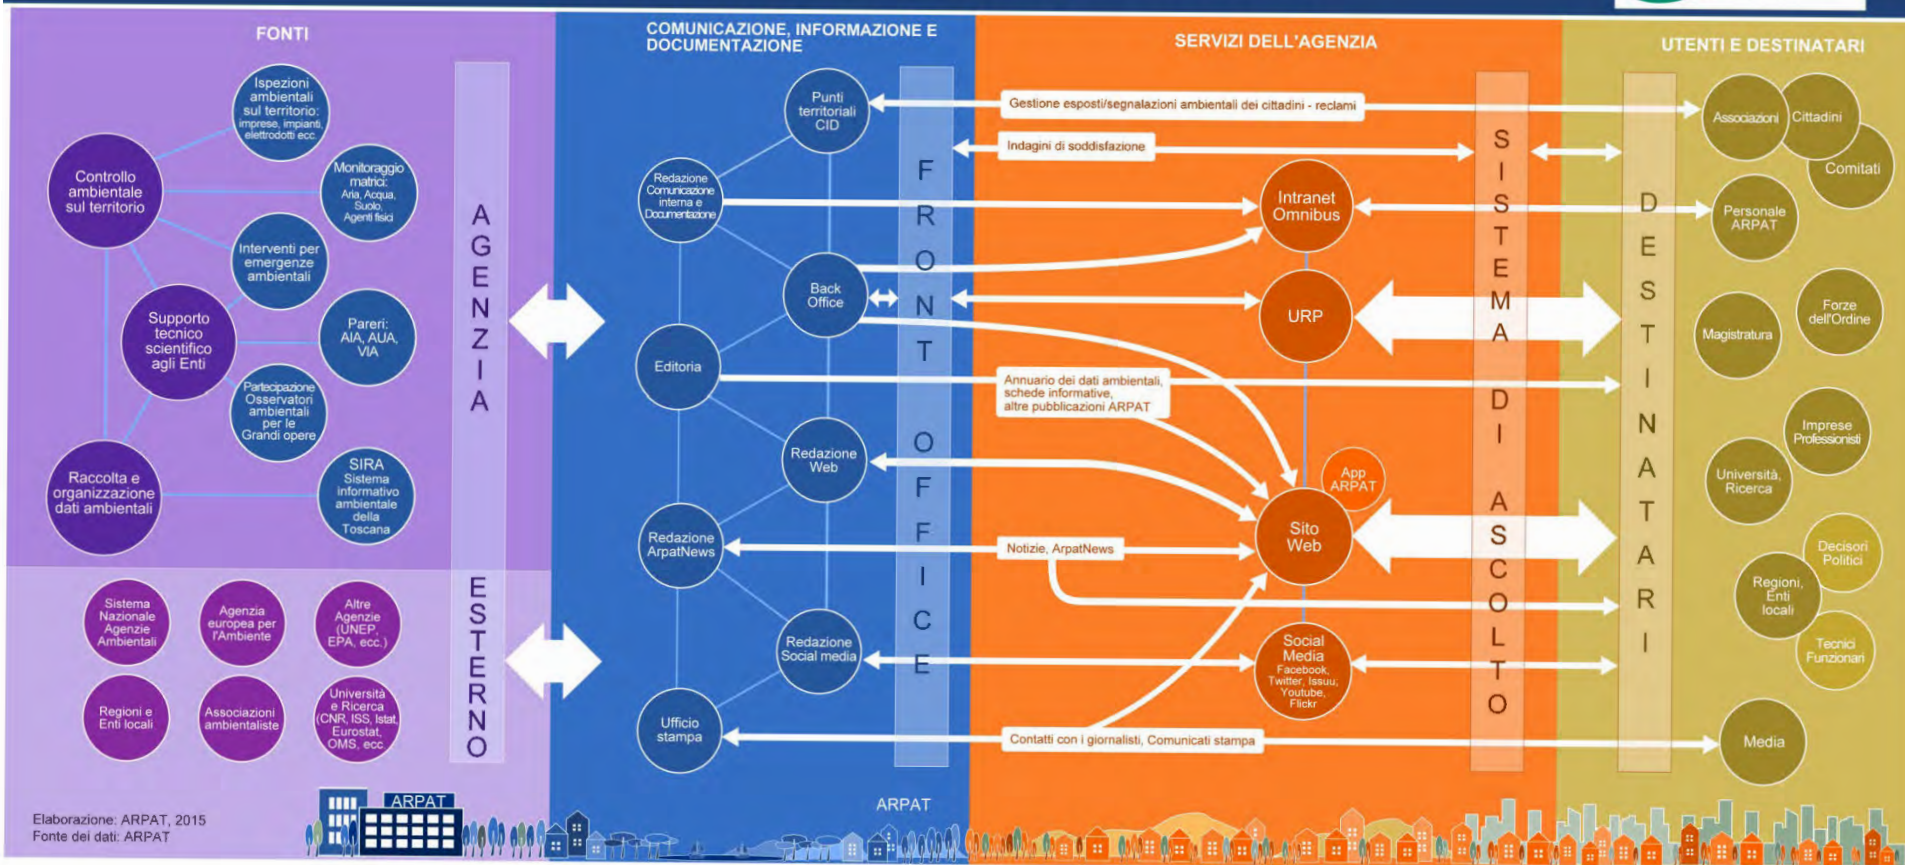 FONTI
Ispezioni
ambientali
sul territorio:
imprese, impianti,
elettrodotti ecc.
Controllo
ambientale
sul territorio
Monitoraggio
matrici:
Aria, Acqua,
Suolo,
Agenti fisici
Interventi per
emergenze
ambientali
Supporto
tecnico
scientifico
agli Enti
Pareri:
AIA, AUA,
VIA
Partecipazione
Osservatori
ambientali
per le
Grandi opere
Raccolta e
organizzazione
dati ambientali
SIRA
Sistema
informativo
ambientale
della
Toscana
AGENZIA
Sistema
Nazionale
Agenzie
Ambientali
Agenzia
europea per
l'Ambiente
Altre
Agenzie
(UNEP,
EPA, ecc.)
Regioni e
Enti locali
Associazioni
ambientaliste
Università
e Ricerca
(CNR, ISS, Istat,
Eurostat,
OMS, ecc
ESTERNO
COMUNICAZIONE, INFORMAZIONE E
DOCUMENTAZIONE
Punti
territoriali
CID
Redazione
Comunicazione
interna e
Documentazione
Back
Office
Editoria
Redazione
Web
Redazione
ArpatNews
Redazione
Social media
Ufficio
stampa
FRONT OFFICE
ARPAT
SERVIZI DELL'AGENZIA
Gestione esposti/segnalazioni ambientali dei cittadini - reclami
Indagini di soddisfazione
Intranet
Omnibus
URP
Annuario dei dati ambientali,
schede informative,
altre pubblicazioni ARPAT
App
ARPAT
Sito
Web
Notizie, ArpatNews
Social
Media
Facebook,
Twitter, Issuu,
Youtube,
Flickr
Contatti con i giornalisti, Comunicati stampa
SISTEMA DI ASCOLTO
UTENTI E DESTINATARI
DESTINATARI
Associazioni
Cittadini
Comitati
Personale
ARPAT
Forze
dell'Ordine
Magistratura
Imprese
Professionisti
Università,
Ricerca
Decisori
Politici
Regioni,
Enti
locali
Tecnici
Funzionari
Media
ARPAT
Elaborazione: ARPAT, 2015
Fonte dei dati: ARPAT